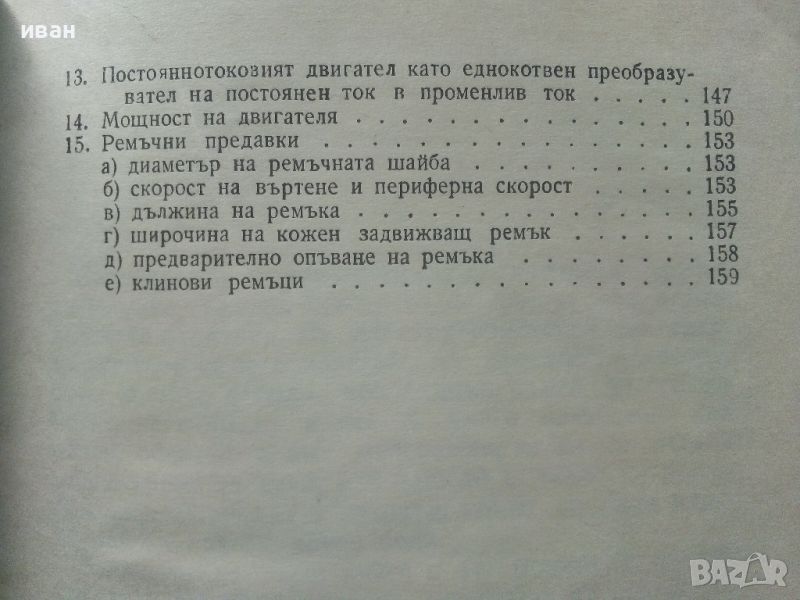 иван
13. Постояннотоковият двигател като еднокотвен преобразу-
вател на постоянен ток в променлив ток . . . . . 147
14. Мощност на двигателя . . . . . . . . . . . . . . . 150
15. Ремъчни предавки . . . . . . . . . . . . . . . . . 153
а) диаметър на ремъчната шайба . . . . . . . . . . 153
б) скорост на въртене и периферна скорост . . . . . 153
в) дължина на ремъка . . . . . . . . . . . . . . . 155
г) широчина на кожен задвижващ ремък . . . . . . 157
д) предварително опъване на ремъка . . . . . . . . 158
е) клинови ремъци . . . . . . . . . . . . . . . . . 159
BAZAR